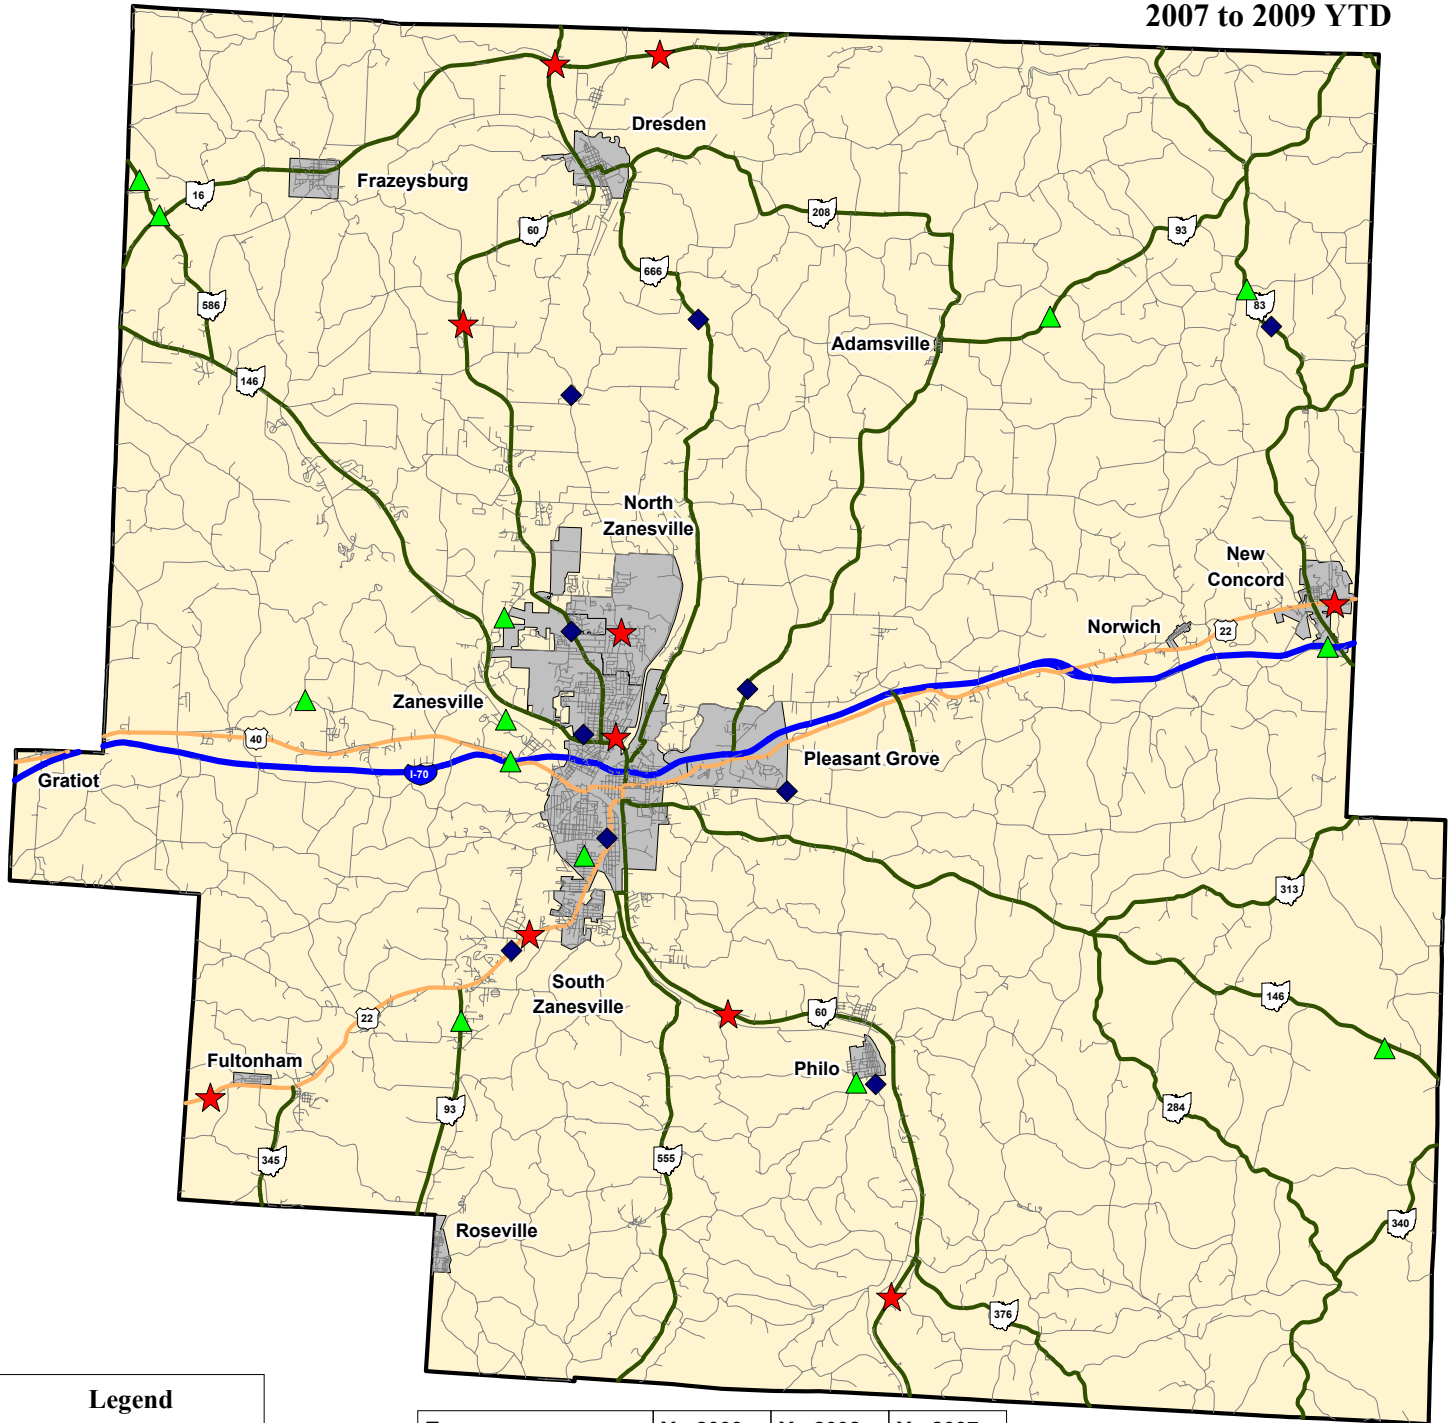 2007 to 2009 YTD
Dresden
Frazeysburg
16
60
208
93
666
586
83
Adamsville
146
North
Zanesville
New
Concord
Norwich
22
Zanesville
40
Gratiot
I-70
Pleasant Grove
313
South
Zanesville
146
22
60
Fultonham
Philo
93
284
345
555
340
Roseville
376
Legend